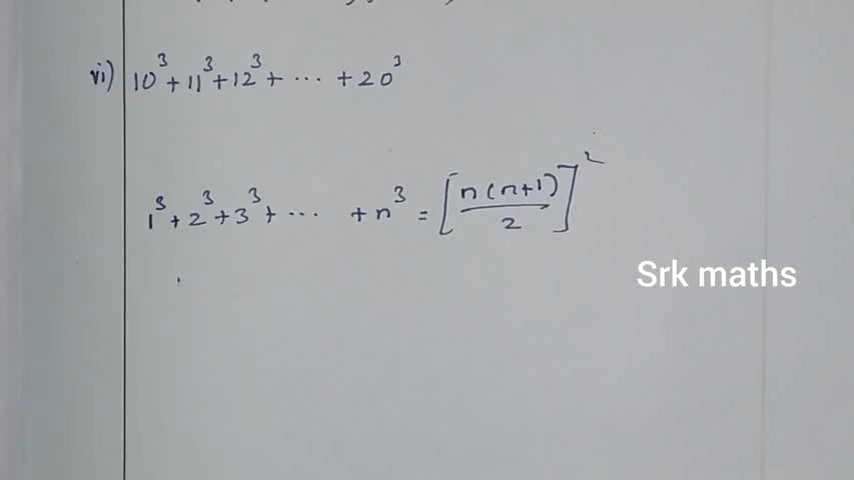 vi) 10³ + 11³ + 12³ + ... + 20³
1³ + 2³ + 3³ + ... + n³ = [n(n+1)/2]²
Srk maths